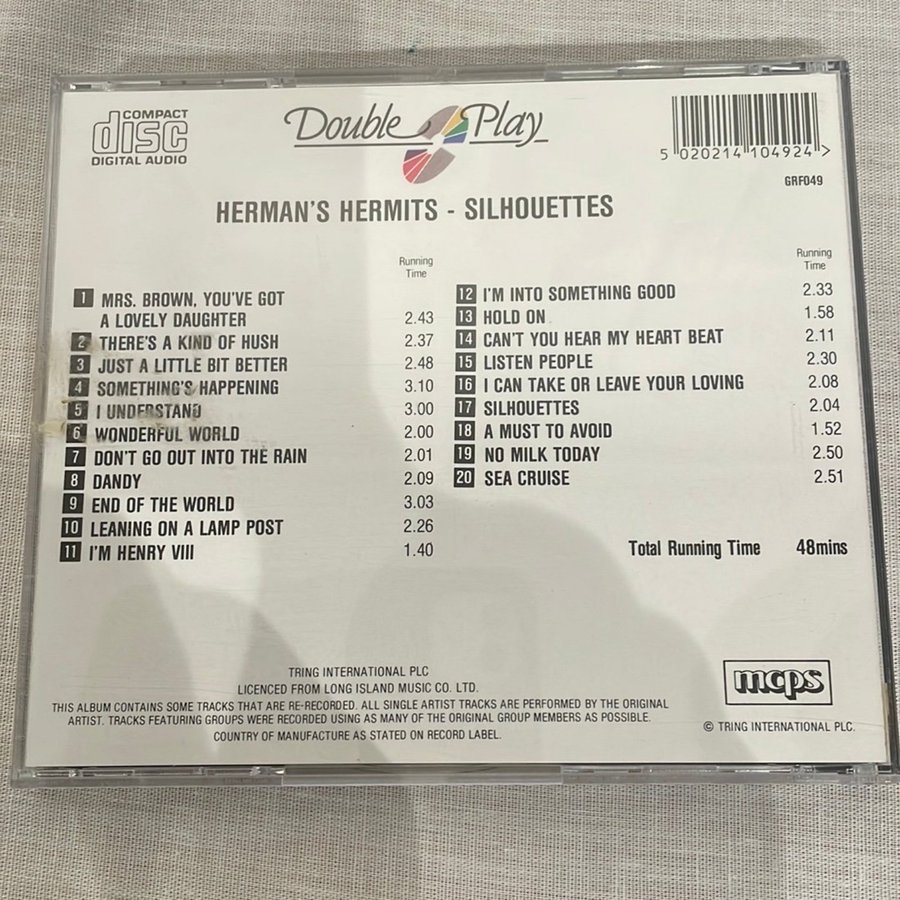 COMPACT
disc
DIGITAL AUDIO
Double Play
5 020214 104924 >
GRF049
HERMAN'S HERMITS - SILHOUETTES
Running
Time
1 MRS. BROWN, YOU'VE GOT
A LOVELY DAUGHTER 2.43
2 THERE'S A KIND OF HUSH 2.37
3 JUST A LITTLE BIT BETTER 2.48
4 SOMETHING'S HAPPENING 3.10
5 I UNDERSTAND 3.00
6 WONDERFUL WORLD 2.00
7 DON'T GO OUT INTO THE RAIN 2.01
8 DANDY 2.09
9 END OF THE WORLD 3.03
10 LEANING ON A LAMP POST 2.26
11 I'M HENRY VIII 1.40
Running
Time
12 I'M INTO SOMETHING GOOD 2.33
13 HOLD ON 1.58
14 CAN'T YOU HEAR MY HEART BEAT 2.11
15 LISTEN PEOPLE 2.30
16 I CAN TAKE OR LEAVE YOUR LOVING 2.08
17 SILHOUETTES 2.04
18 A MUST TO AVOID 1.52
19 NO MILK TODAY 2.50
20 SEA CRUISE 2.51
Total Running Time 48mins
TRING INTERNATIONAL PLC
LICENCED FROM LONG ISLAND MUSIC CO. LTD.
THIS ALBUM CONTAINS SOME TRACKS THAT ARE RE-RECORDED. ALL SINGLE ARTIST TRACKS ARE PERFORMED BY THE ORIGINAL
ARTIST. TRACKS FEATURING GROUPS WERE RECORDED USING AS MANY OF THE ORIGINAL GROUP MEMBERS AS POSSIBLE.
COUNTRY OF MANUFACTURE AS STATED ON RECORD LABEL.
mcps
© TRING INTERNATIONAL PLC.